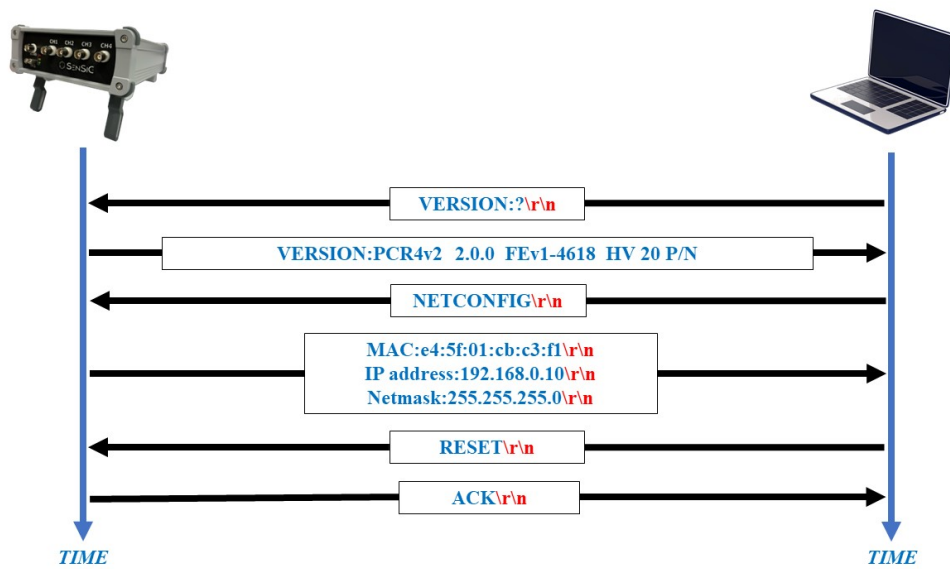 CH1 CH2 CH3 CH4
SENSiC
VERSION:?\r\n
VERSION:PCR4v2 2.0.0 FEv1-4618 HV 20 P/N
NETCONFIG\r\n
MAC:e4:5f:01:cb:c3:f1\r\n
IP address:192.168.0.10\r\n
Netmask:255.255.255.0\r\n
RESET\r\n
ACK\r\n
TIME
TIME